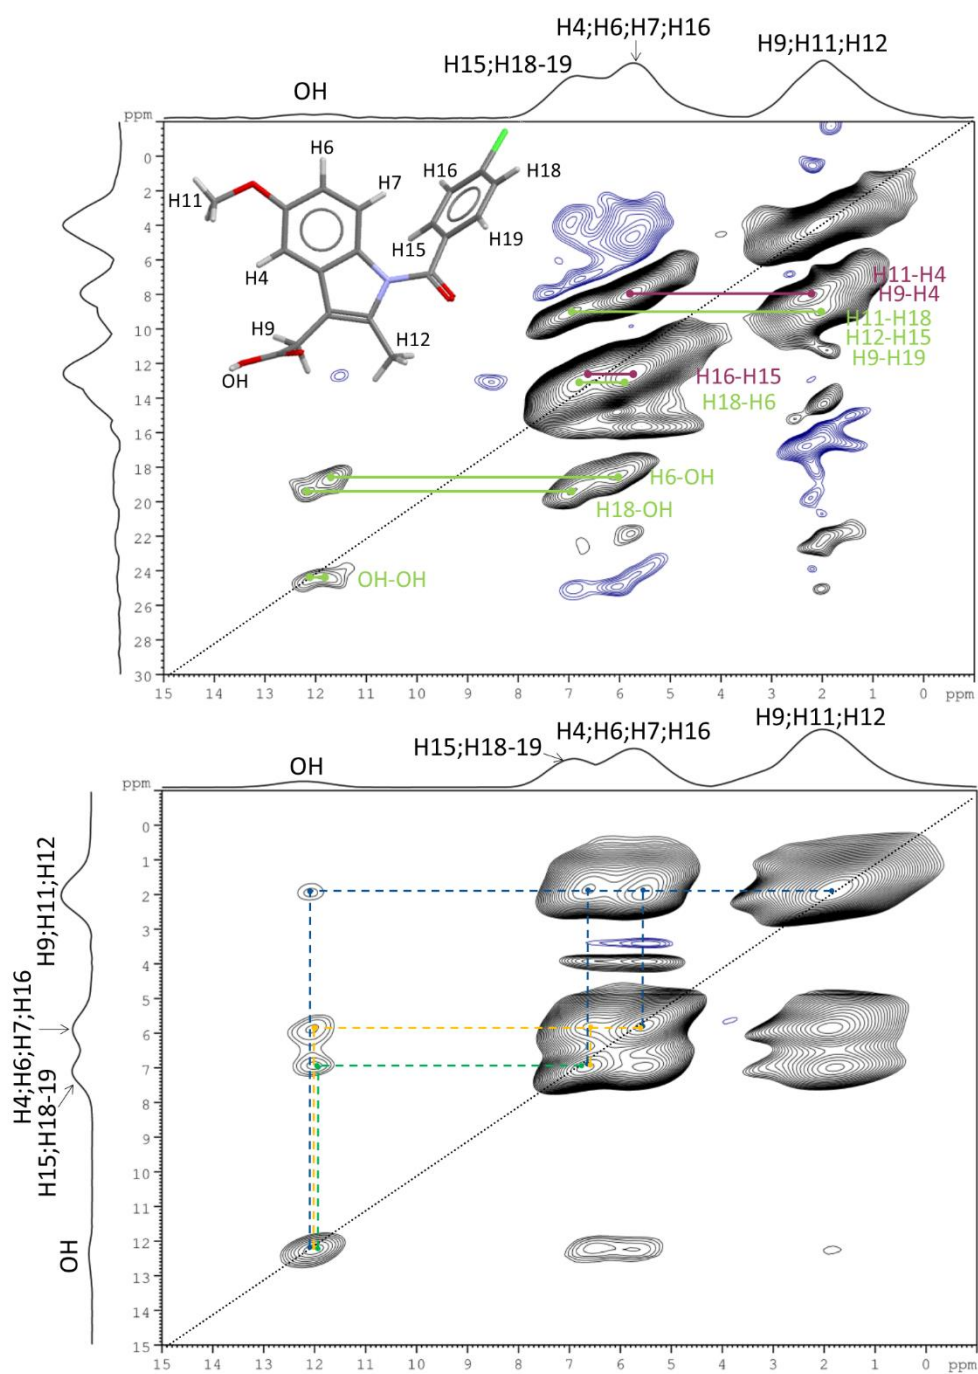 H4;H6;H7;H16
H9;H11;H12
H15;H18-19
OH
ppm
0
2
4
6
8
10
12
14
16
18
20
22
24
26
28
30
H6
H16
H18
H7
H11
H15
H19
H4
H9
H12
OH
H11-H4
H9-H4
H11-H18
H12-H15
H9-H19
H16-H15
H18-H6
H6-OH
H18-OH
OH-OH
15 14 13 12 11 10 9 8 7 6 5 4 3 2 1 0 ppm
H9;H11;H12
H4;H6;H7;H16
H15;H18-19
OH
ppm
0
1
2
3
4
5
6
7
8
9
10
11
12
13
14
15
H9;H11;H12
H4;H6;H7;H16
H15;H18-19
OH
15 14 13 12 11 10 9 8 7 6 5 4 3 2 1 0 ppm